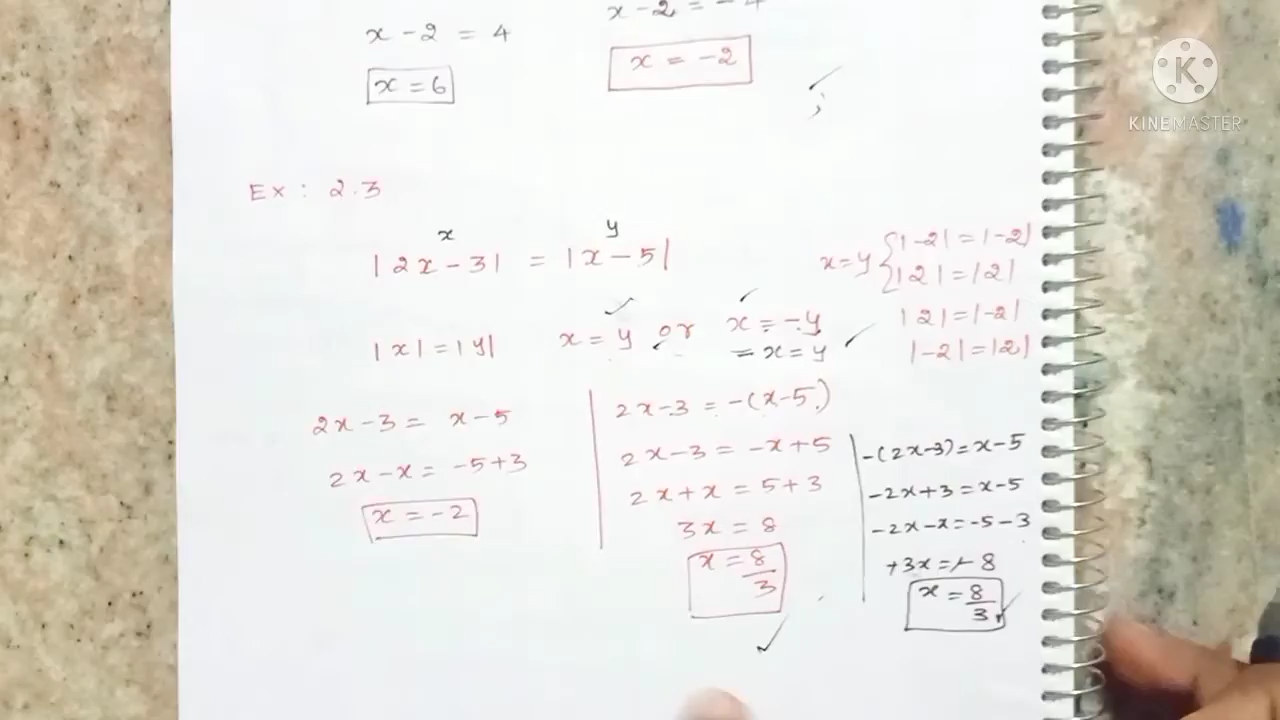 x - 2 = 4
x - 2 = - 4
x = 6
x = -2
K
KINEMASTER
Ex : 2.3
x
y
|2x - 3| = |x - 5|
x=y { |-2| = |-2|
|2| = |2|
|2| = |-2|
|-2| = |2|
|x| = |y|
x = y or x = -y
= x = y
2x - 3 = x - 5
2x - x = -5+3
x = -2
2x-3 = -(x-5)
2x-3 = -x+5
2x+x = 5+3
3x = 8
x = 8/3
-(2x-3) = x-5
-2x+3 = x-5
-2x-x = -5-3
+3x = + 8
x = 8/3